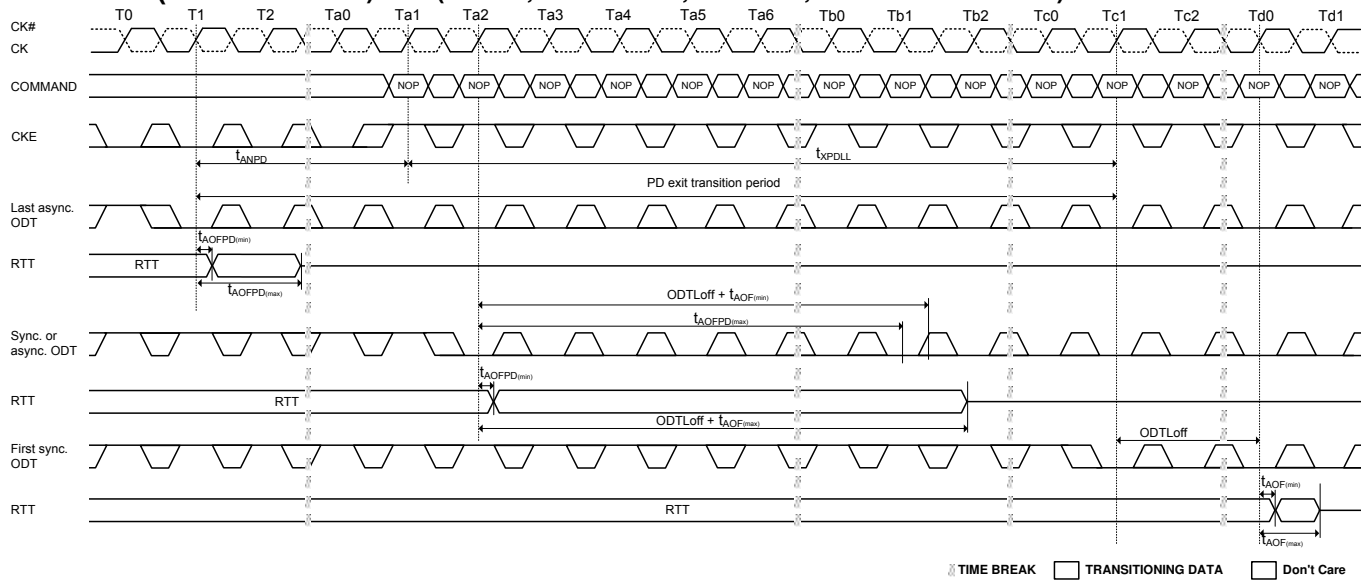 T0 T1 T2 Ta0 Ta1 Ta2 Ta3 Ta4 Ta5 Ta6 Tb0 Tb1 Tb2 Tc0 Tc1 Tc2 Td0 Td1
CK#
CK
COMMAND NOP NOP NOP NOP NOP NOP NOP NOP NOP NOP NOP NOP NOP NOP
CKE
tANPD tXPDLL
PD exit transition period
Last async.
ODT
tAOFPD(min)
RTT RTT
tAOFPD(max)
ODTLoff + tAOF(min)
tAOFPD(max)
Sync. or
async. ODT
tAOFPD(min)
RTT RTT
ODTLoff + tAOF(max)
First sync.
ODT
ODTLoff
tAOF(min)
RTT RTT
tAOF(max)
TIME BREAK TRANSITIONING DATA Don't Care